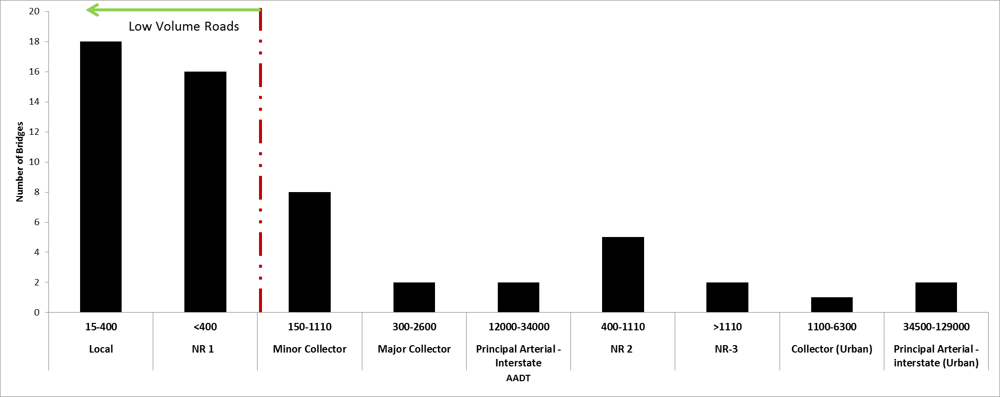 20
18
16
14
12
10
8
6
4
2
0
Number of Bridges
Low Volume Roads
15-400 <400 150-1110 300-2600 12000-34000 400-1110 >1110 1100-6300 34500-129000
Local NR 1 Minor Collector Major Collector Principal Arterial - NR 2 NR-3 Collector (Urban) Principal Arterial -
Interstate interstate (Urban)
AADT